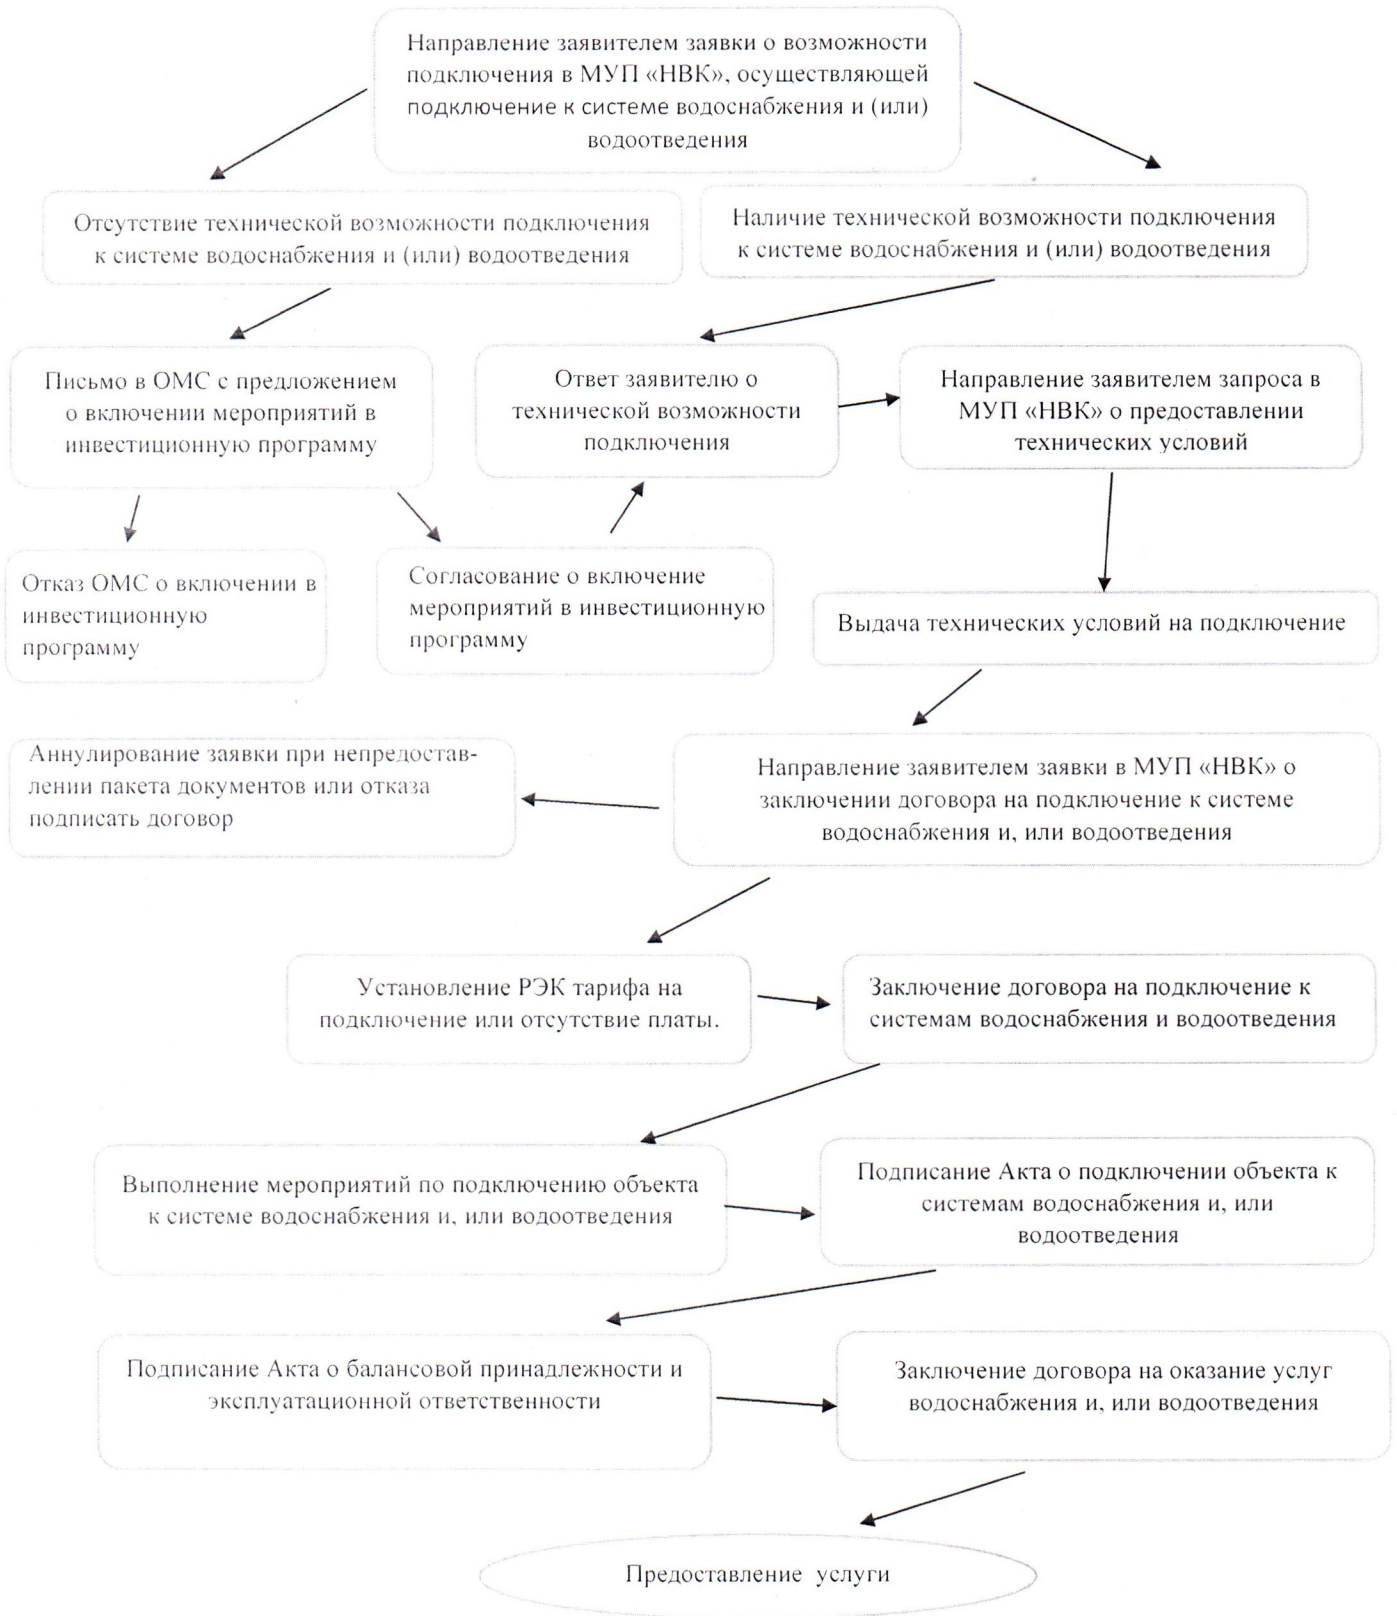 Направление заявителем заявки о возможности
подключения в МУП «НВК», осуществляющей
подключение к системе водоснабжения и (или)
водоотведения
Отсутствие технической возможности подключения
к системе водоснабжения и (или) водоотведения
Наличие технической возможности подключения
к системе водоснабжения и (или) водоотведения
Письмо в ОМС с предложением
о включении мероприятий в
инвестиционную программу
Ответ заявителю о
технической возможности
подключения
Направление заявителем запроса в
МУП «НВК» о предоставлении
технических условий
Отказ ОМС о включении в
инвестиционную
программу
Согласование о включение
мероприятий в инвестиционную
программу
Выдача технических условий на подключение
Аннулирование заявки при непредостав-
лении пакета документов или отказа
подписать договор
Направление заявителем заявки в МУП «НВК» о
заключении договора на подключение к системе
водоснабжения и, или водоотведения
Установление РЭК тарифа на
подключение или отсутствие платы.
Заключение договора на подключение к
системам водоснабжения и водоотведения
Выполнение мероприятий по подключению объекта
к системе водоснабжения и, или водоотведения
Подписание Акта о подключении объекта к
системам водоснабжения и, или
водоотведения
Подписание Акта о балансовой принадлежности и
эксплуатационной ответственности
Заключение договора на оказание услуг
водоснабжения и, или водоотведения
Предоставление услуги